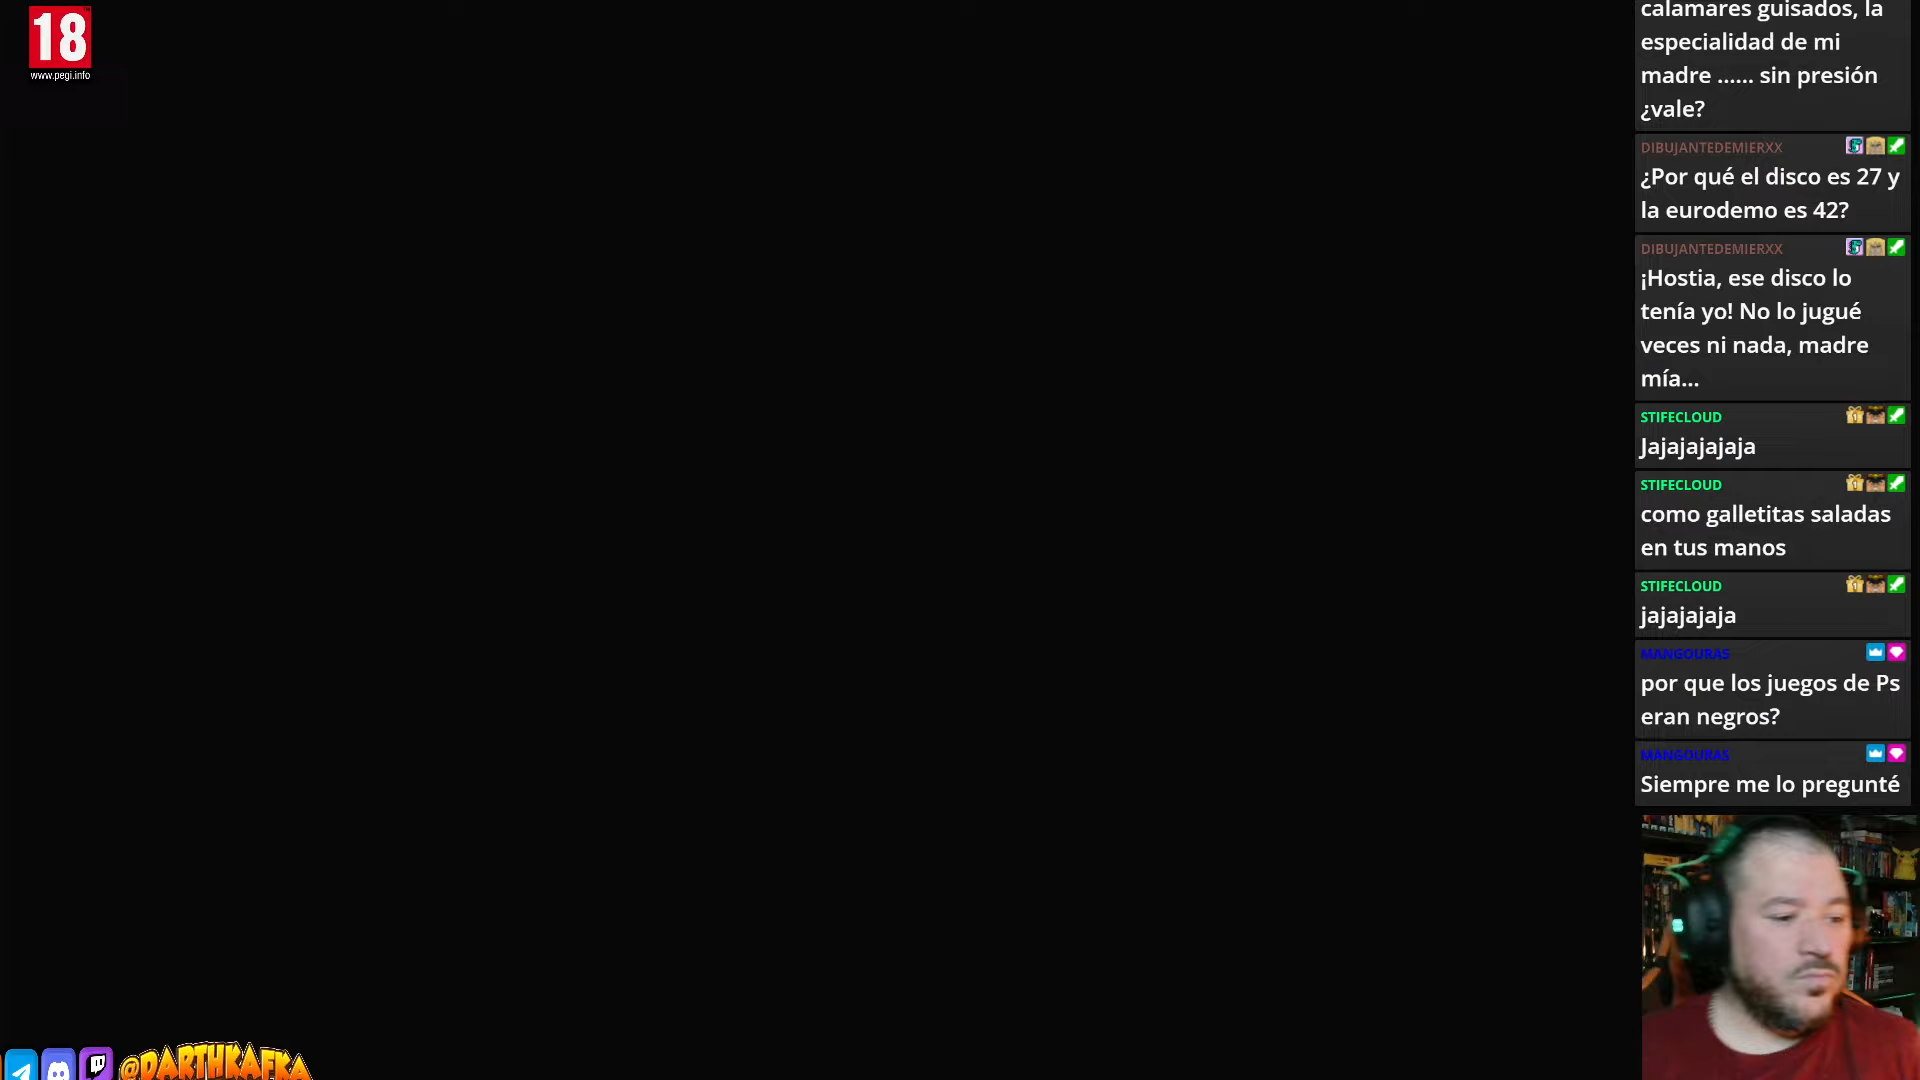 18
www.pegi.info
calamares guisados, la
especialidad de mi
madre ...... sin presión
¿vale?
DIBUJANTEDEMIERXX
¿Por qué el disco es 27 y
la eurodemo es 42?
DIBUJANTEDEMIERXX
¡Hostia, ese disco lo
tenía yo! No lo jugué
veces ni nada, madre
mía...
STIFECLOUD
Jajajajajaja
STIFECLOUD
como galletitas saladas
en tus manos
STIFECLOUD
jajajajaja
MANGOURAS
por que los juegos de Ps
eran negros?
MANGOURAS
Siempre me lo pregunté
@DARTHKAFKA